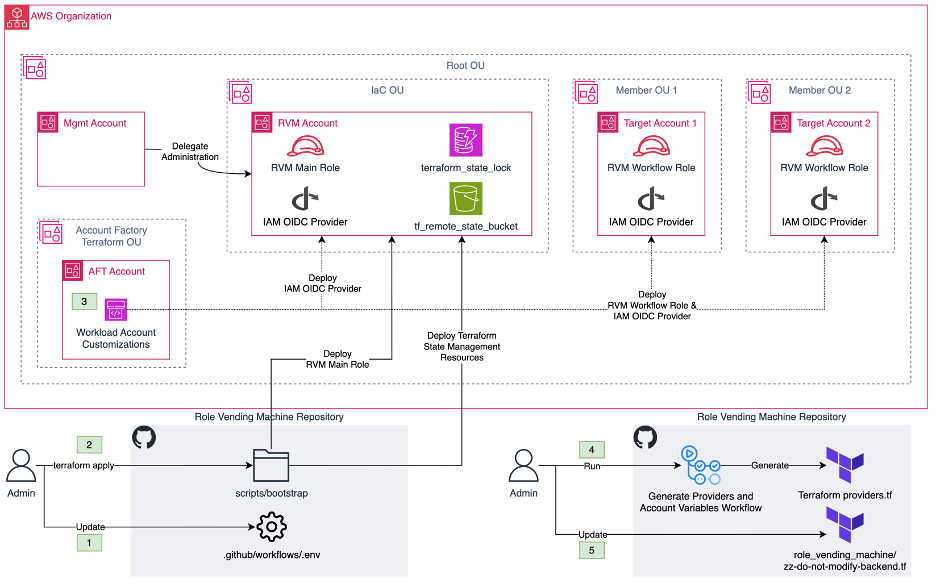 AWS Organization
Root OU
IaC OU
Member OU 1
Member OU 2
Mgmt Account
Delegate
Administration
RVM Account
RVM Main Role
terraform_state_lock
IAM OIDC Provider
tf_remote_state_bucket
Target Account 1
RVM Workflow Role
IAM OIDC Provider
Target Account 2
RVM Workflow Role
IAM OIDC Provider
Account Factory
Terraform OU
AFT Account
3
Workload Account
Customizations
Deploy
IAM OIDC Provider
Deploy
RVM Workflow Role &
IAM OIDC Provider
Deploy
RVM Main Role
Deploy Terraform
State Management
Resources
Role Vending Machine Repository
Admin
2
terraform apply
scripts/bootstrap
Update
1
.github/workflows/.env
Role Vending Machine Repository
Admin
4
Run
Generate Providers and
Account Variables Workflow
Generate
Terraform providers.tf
Update
5
role_vending_machine/
zz-do-not-modify-backend.tf